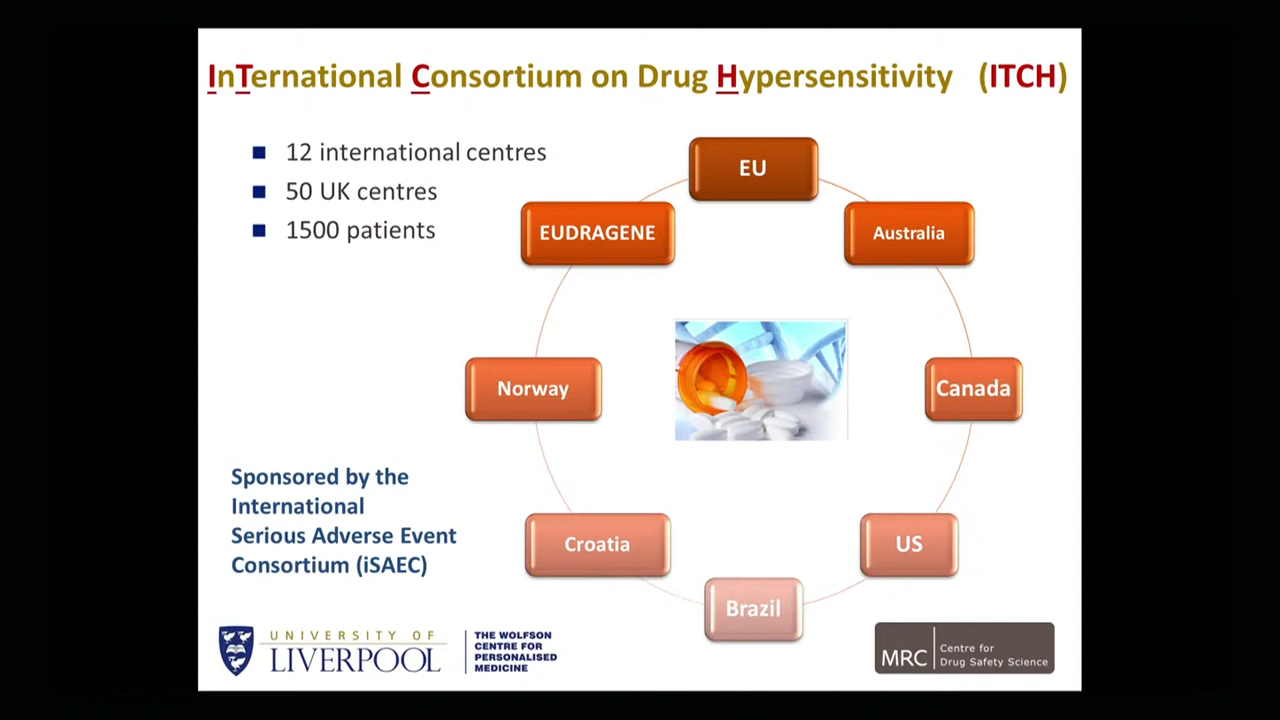 InTernational Consortium on Drug Hypersensitivity (ITCH)
12 international centres
50 UK centres
1500 patients
EU
EUDRAGENE
Australia
Norway
Canada
Croatia
US
Brazil
Sponsored by the
International
Serious Adverse Event
Consortium (iSAEC)
UNIVERSITY OF
LIVERPOOL
THE WOLFSON
CENTRE FOR
PERSONALISED
MEDICINE
MRC
Centre for
Drug Safety Science